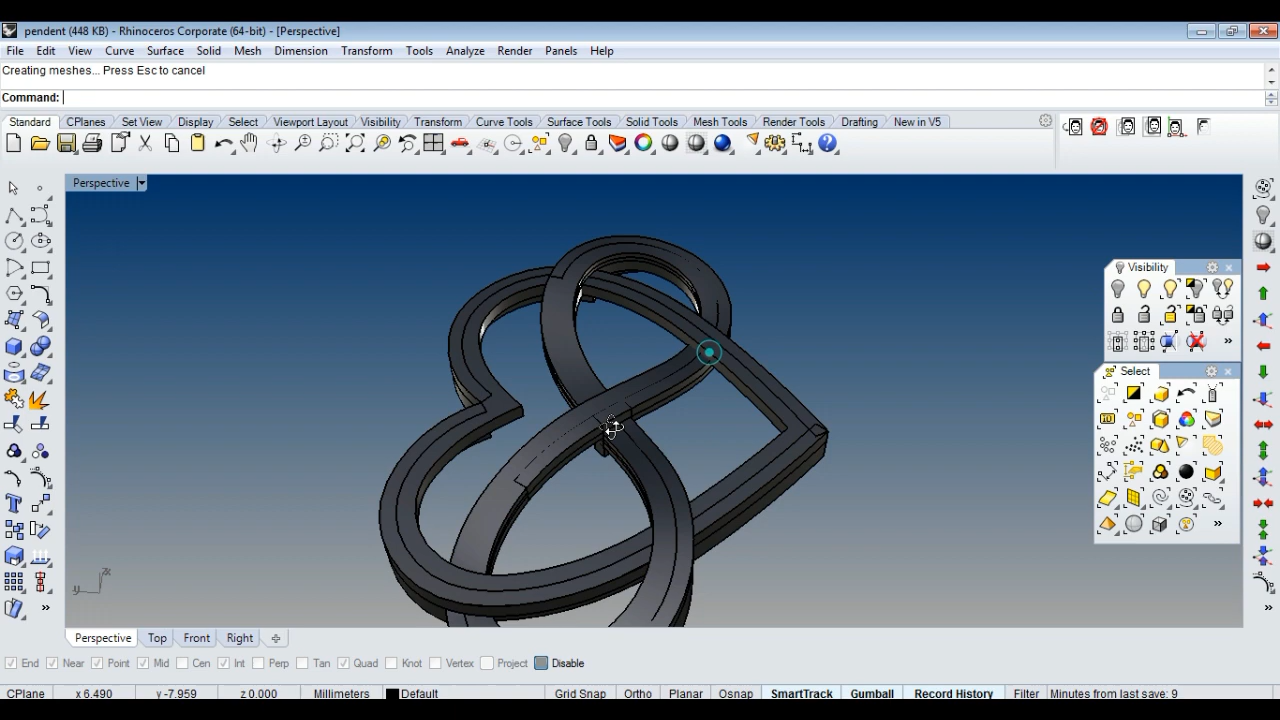 pendent (448 KB) - Rhinoceros Corporate (64-bit) - [Perspective]
File Edit View Curve Surface Solid Mesh Dimension Transform Tools Analyze Render Panels Help
Creating meshes... Press Esc to cancel
Command:
Standard CPlanes Set View Display Select Viewport Layout Visibility Transform Curve Tools Surface Tools Solid Tools Mesh Tools Render Tools Drafting New in V5
Perspective
Visibility
Select
Perspective Top Front Right
End Near Point Mid Cen Int Perp Tan Quad Knot Vertex Project Disable
CPlane x 6.490 y -7.959 z 0.000 Millimeters Default Grid Snap Ortho Planar Osnap SmartTrack Gumball Record History Filter Minutes from last save: 9